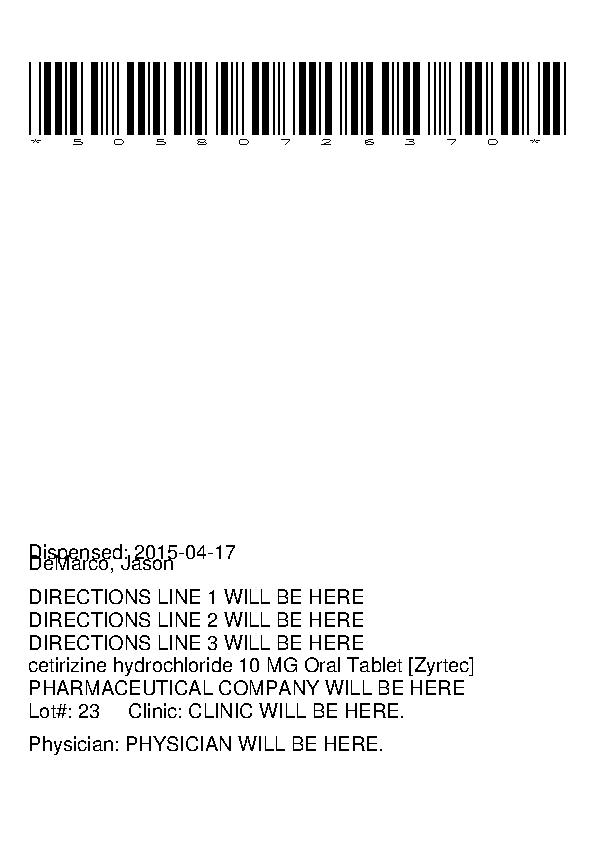 *50580726370*
Dispensed: 2015-04-17
DeMarco, Jason
DIRECTIONS LINE 1 WILL BE HERE
DIRECTIONS LINE 2 WILL BE HERE
DIRECTIONS LINE 3 WILL BE HERE
cetirizine hydrochloride 10 MG Oral Tablet [Zyrtec]
PHARMACEUTICAL COMPANY WILL BE HERE
Lot#: 23 Clinic: CLINIC WILL BE HERE.
Physician: PHYSICIAN WILL BE HERE.